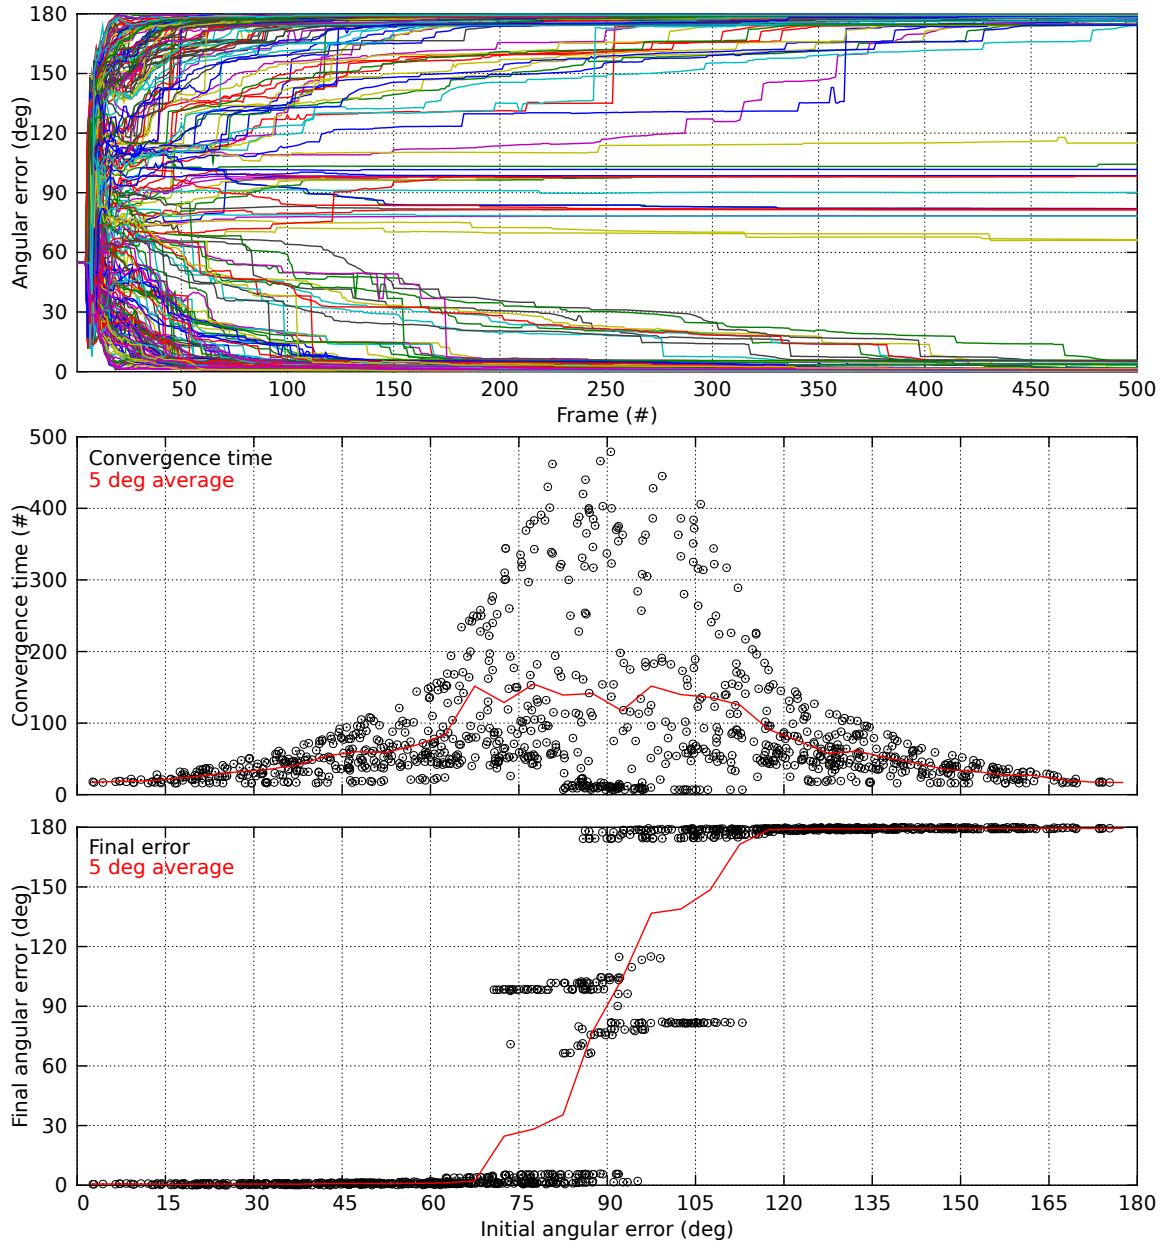 180
150
120
90
60
30
0
Angular error (deg)
50 100 150 200 250 300 350 400 450 500
Frame (#)
500
400
300
200
100
0
Convergence time (#)
Convergence time
5 deg average
180
150
120
90
60
30
0
Final angular error (deg)
Final error
5 deg average
0 15 30 45 60 75 90 105 120 135 150 165 180
Initial angular error (deg)